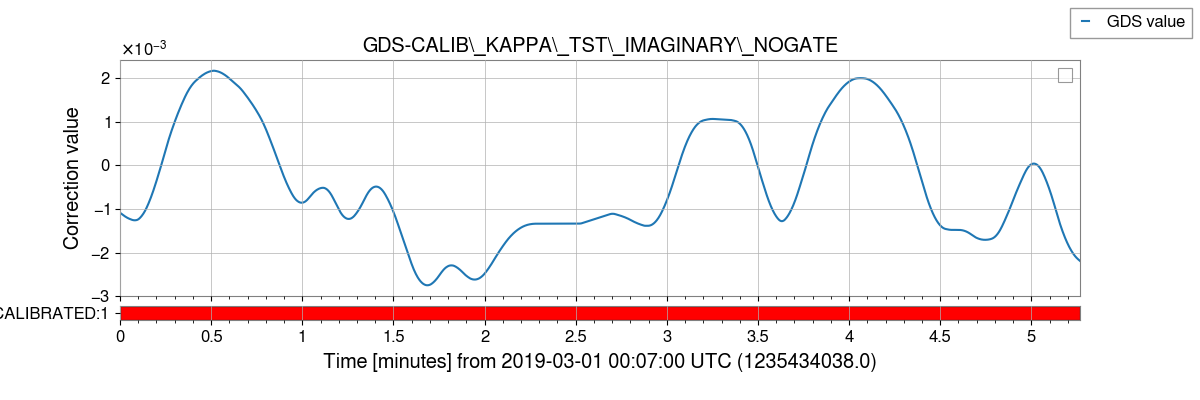 GDS value
×10⁻³
GDS-CALIB\_KAPPA\_TST\_IMAGINARY\_NOGATE
Correction value
2
1
0
−1
−2
−3
CALIBRATED:1
0 0.5 1 1.5 2 2.5 3 3.5 4 4.5 5
Time [minutes] from 2019-03-01 00:07:00 UTC (1235434038.0)